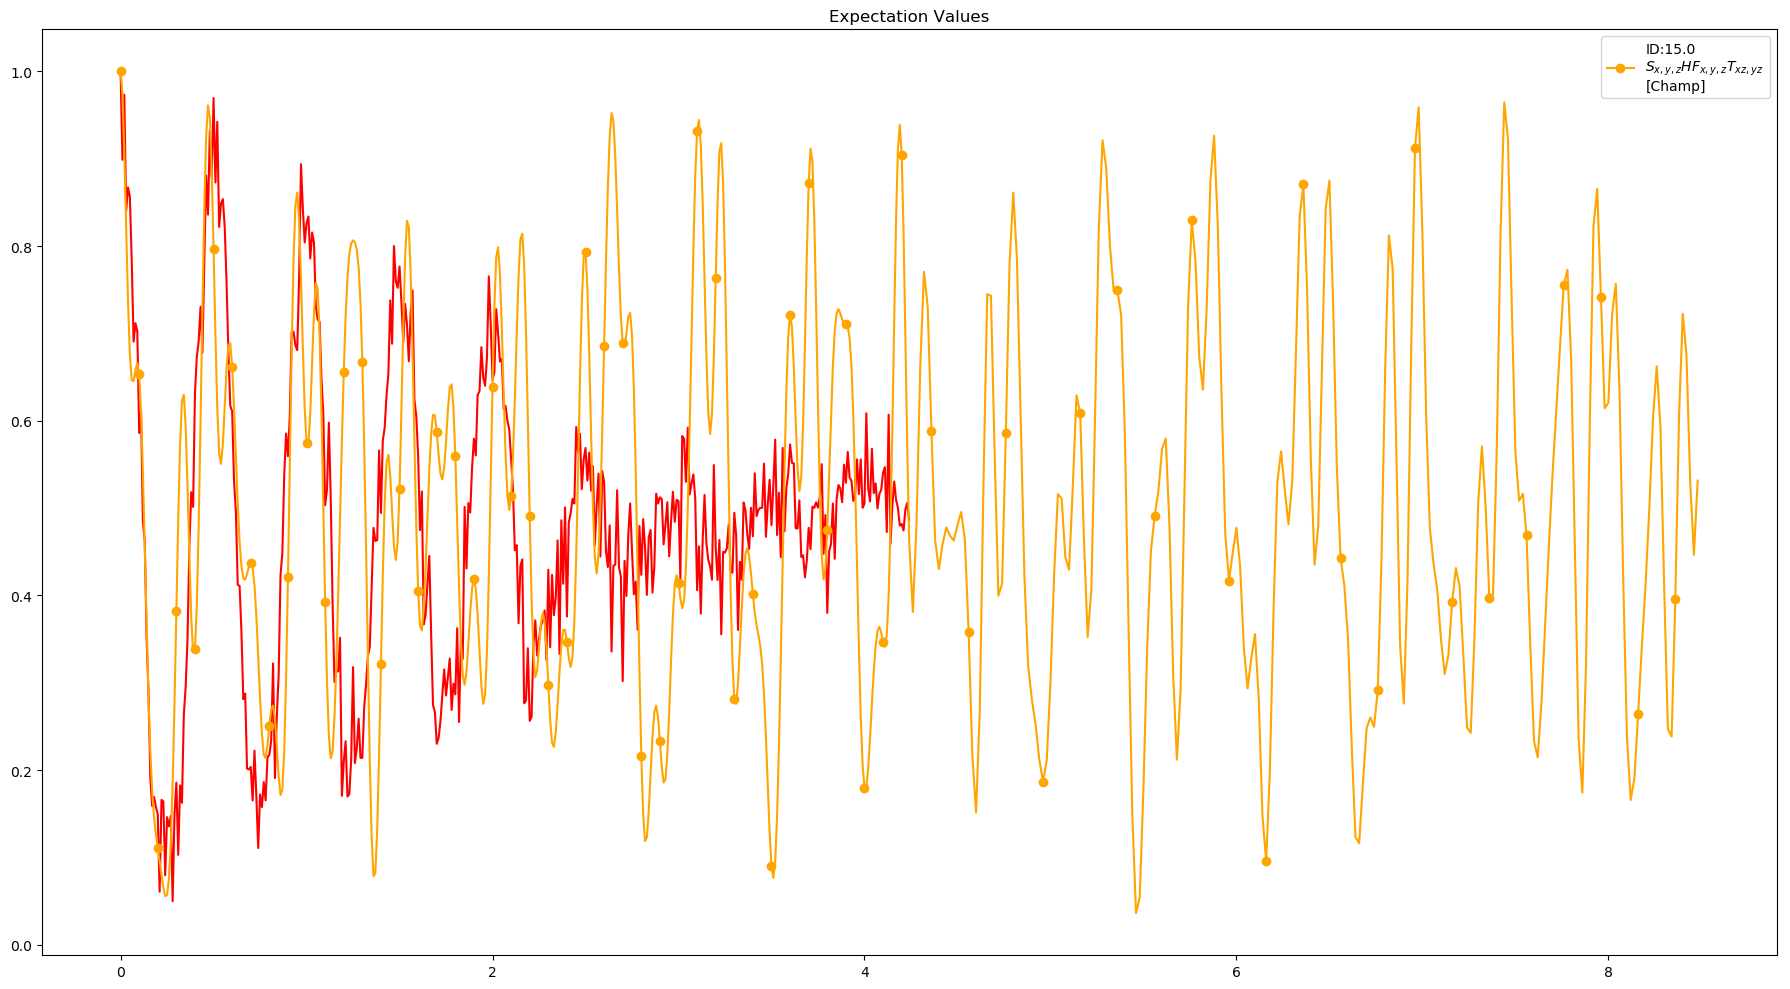 Expectation Values
ID:15.0
S_{x,y,z}HF_{x,y,z}T_{xz,yz}
[Champ]
1.0
0.8
0.6
0.4
0.2
0.0
0 2 4 6 8